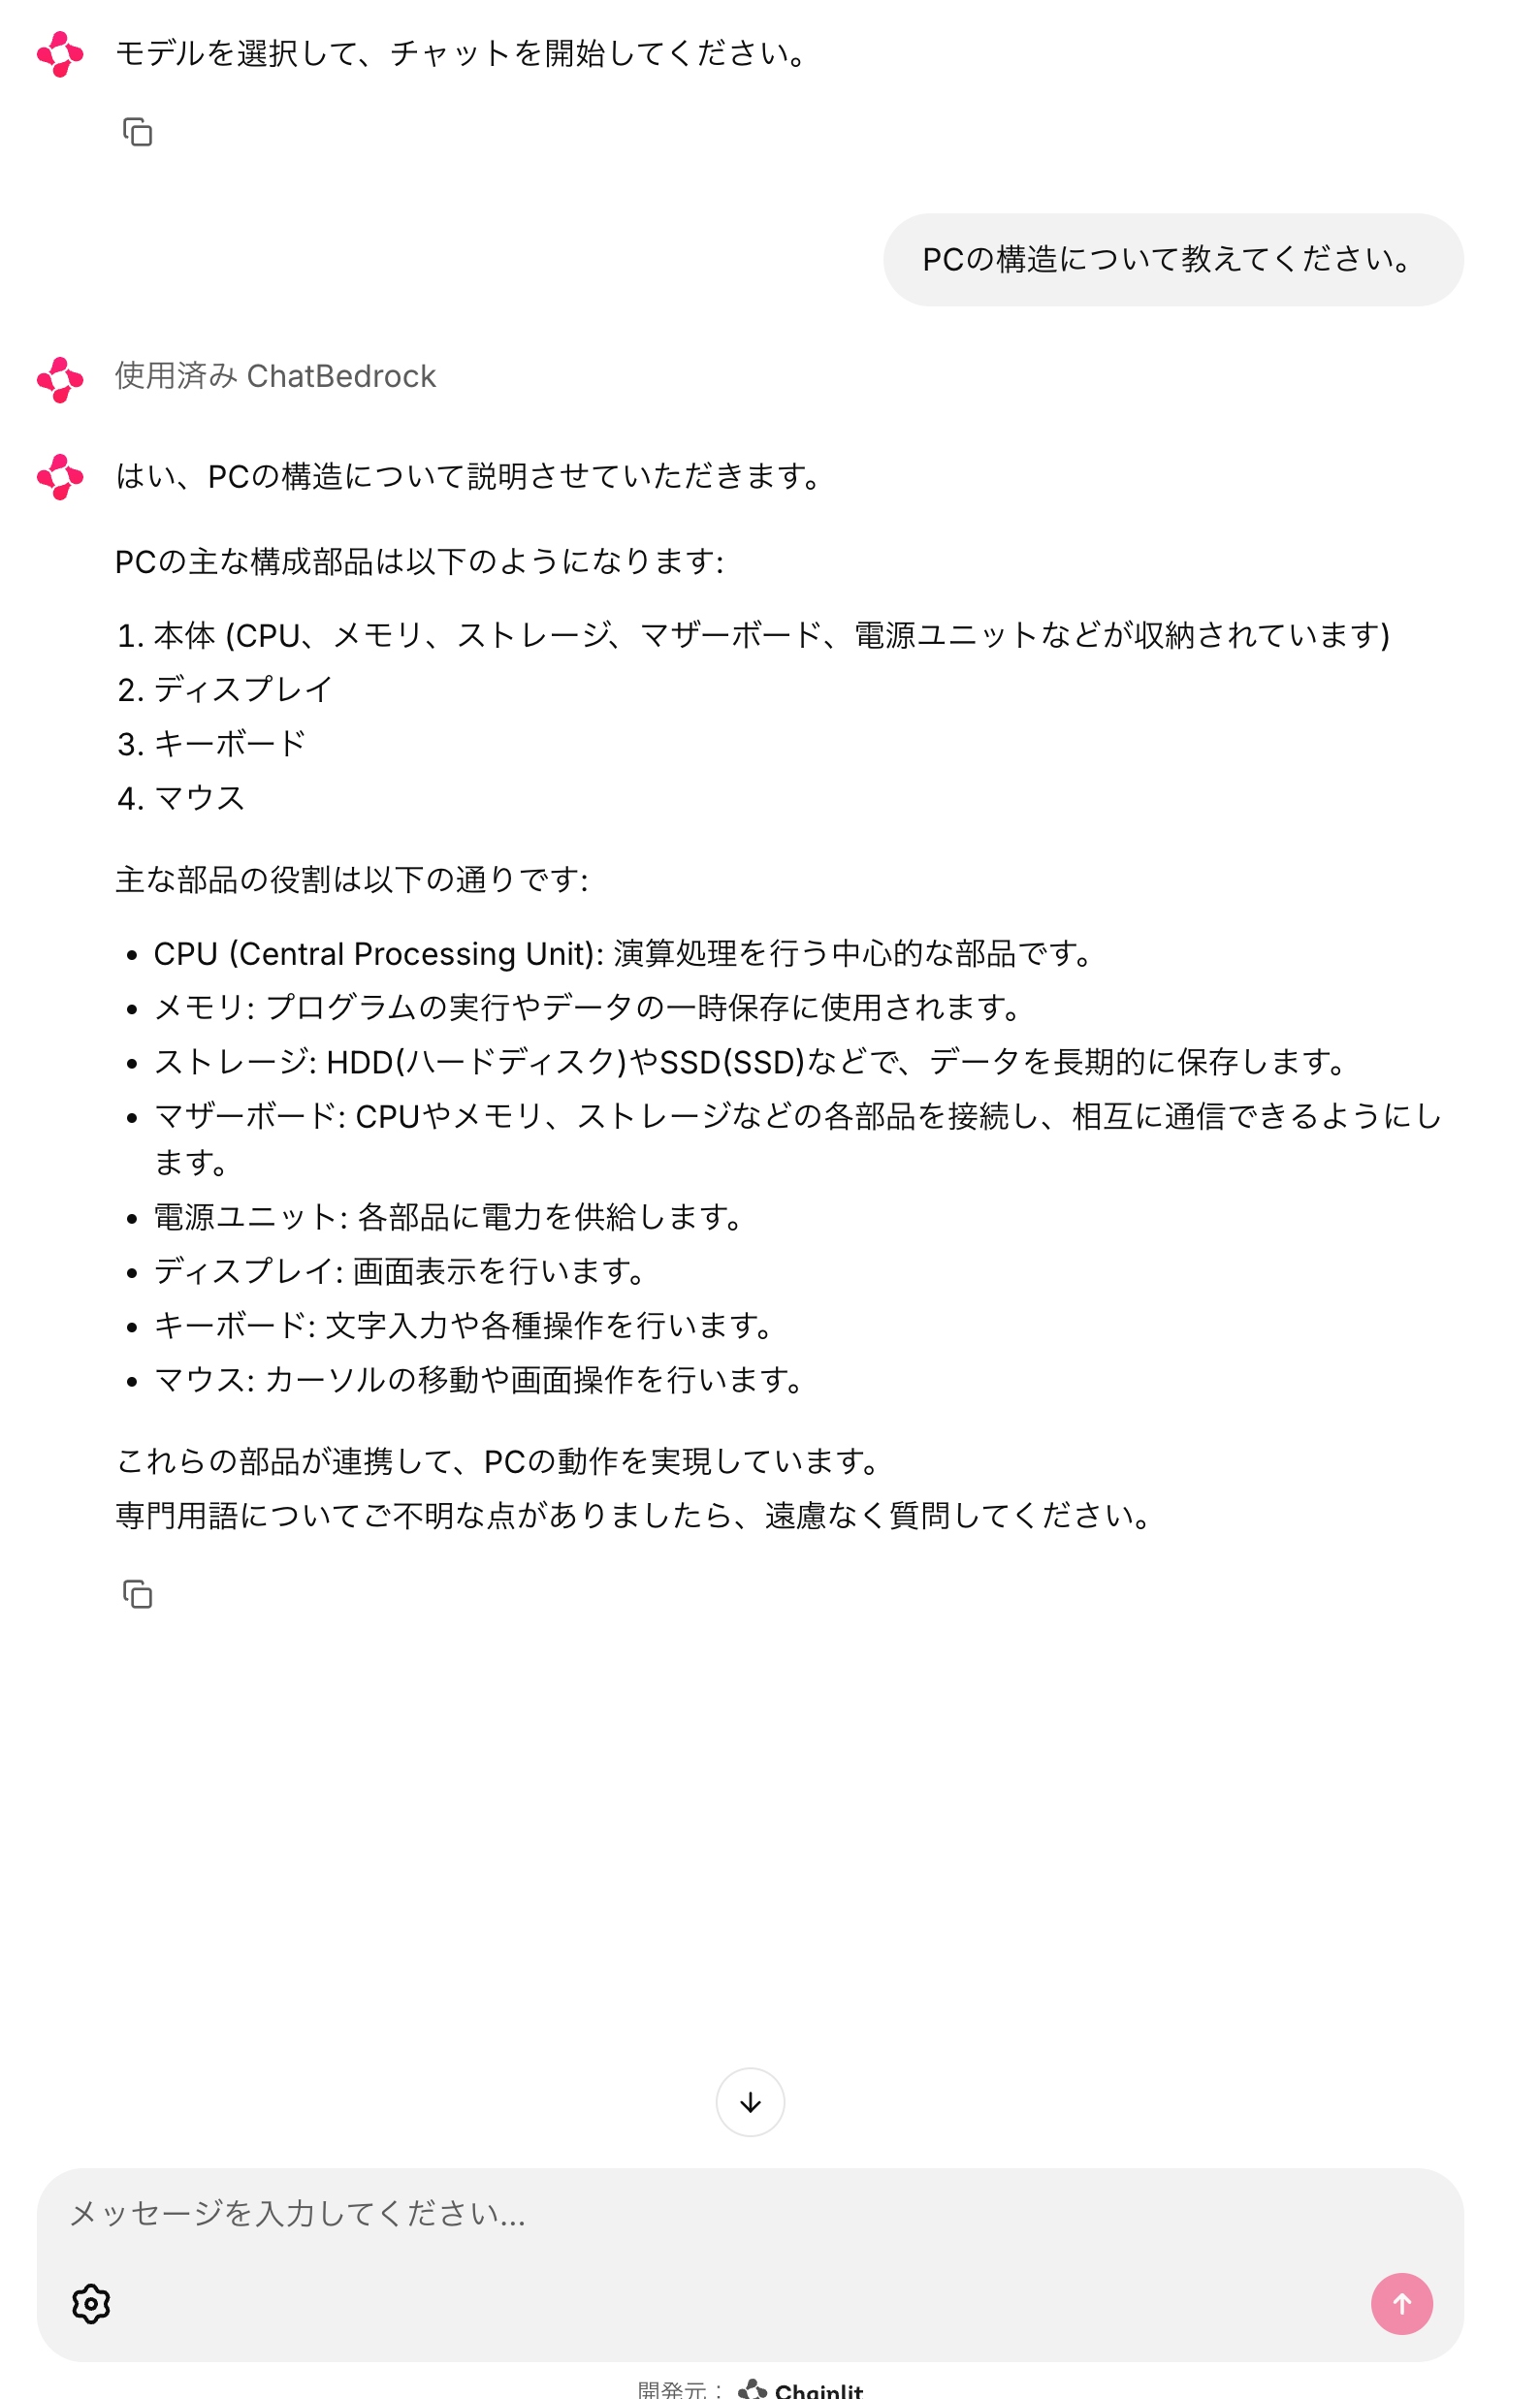 モデルを選択して、チャットを開始してください。
PCの構造について教えてください。
使用済み ChatBedrock
はい、PCの構造について説明させていただきます。
PCの主な構成部品は以下のようになります:
1. 本体 (CPU、メモリ、ストレージ、マザーボード、電源ユニットなどが収納されています)
2. ディスプレイ
3. キーボード
4. マウス
主な部品の役割は以下の通りです:
• CPU (Central Processing Unit): 演算処理を行う中心的な部品です。
• メモリ: プログラムの実行やデータの一時保存に使用されます。
• ストレージ: HDD(ハードディスク)やSSD(SSD)などで、データを長期的に保存します。
• マザーボード: CPUやメモリ、ストレージなどの各部品を接続し、相互に通信できるようにし
ます。
• 電源ユニット: 各部品に電力を供給します。
• ディスプレイ: 画面表示を行います。
• キーボード: 文字入力や各種操作を行います。
• マウス: カーソルの移動や画面操作を行います。
これらの部品が連携して、PCの動作を実現しています。
専門用語についてご不明な点がありましたら、遠慮なく質問してください。
メッセージを入力してください...
開発元： Chainlit